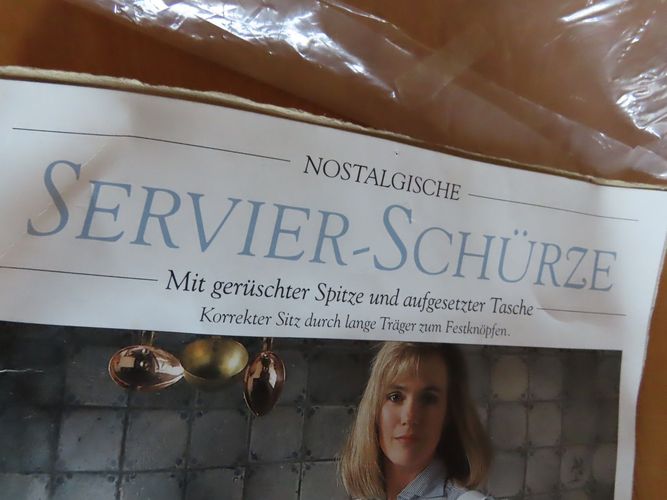 NOSTALGISCHE
SERVIER-SCHÜRZE
Mit gerüschter Spitze und aufgesetzter Tasche
Korrekter Sitz durch lange Träger zum Festknöpfen.